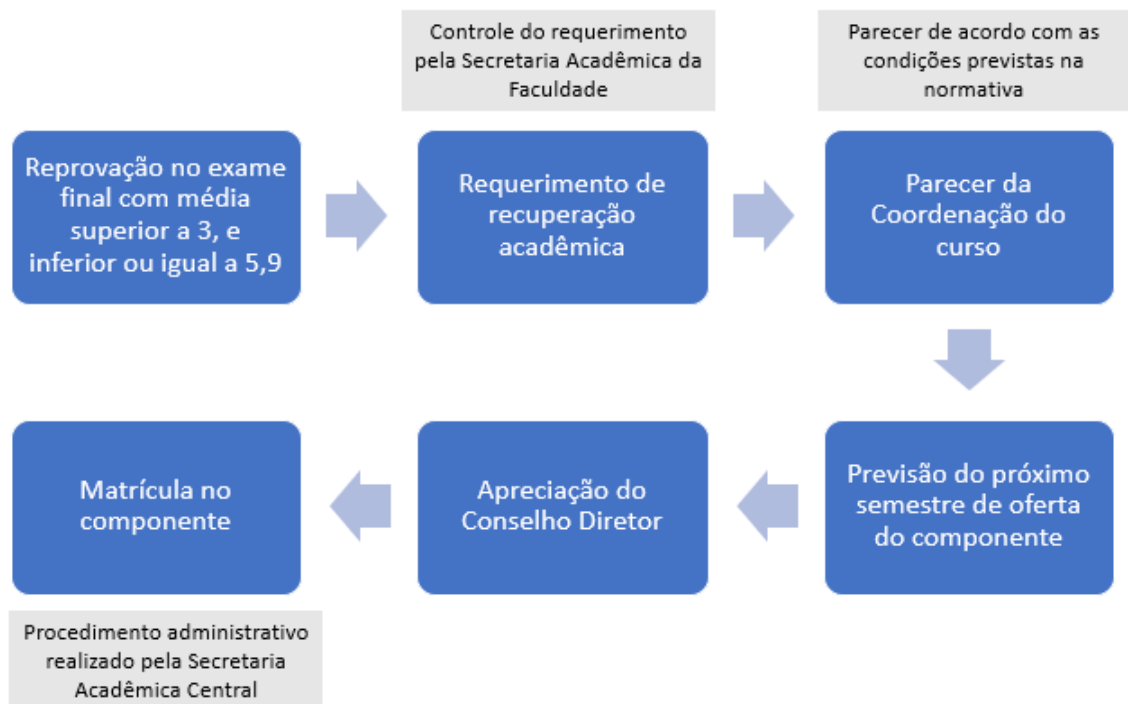 Controle do requerimento
pela Secretaria Acadêmica da
Faculdade
Parecer de acordo com as
condições previstas na
normativa
Reprovação no exame
final com média
superior a 3, e
inferior ou igual a 5,9
Requerimento de
recuperação
acadêmica
Parecer da
Coordenação do
curso
Previsão do próximo
semestre de oferta
do componente
Apreciação do
Conselho Diretor
Matrícula no
componente
Procedimento administrativo
realizado pela Secretaria
Acadêmica Central